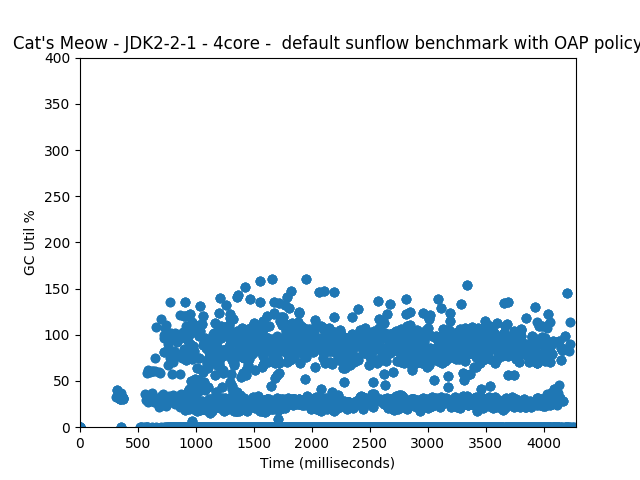 Cat's Meow - JDK2-2-1 - 4core -  default sunflow benchmark with OAP policy
400
350
300
250
200
150
100
50
0
GC Util %
0 500 1000 1500 2000 2500 3000 3500 4000
Time (milliseconds)